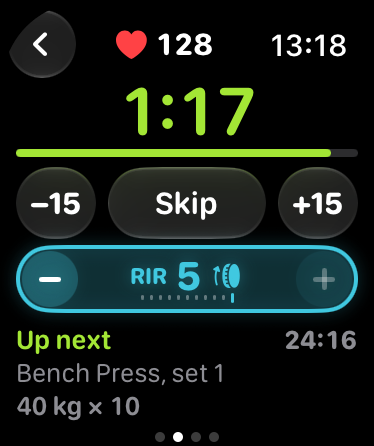 128 13:18
1:17
−15 Skip +15
− RIR 5 +
Up next 24:16
Bench Press, set 1
40 kg × 10